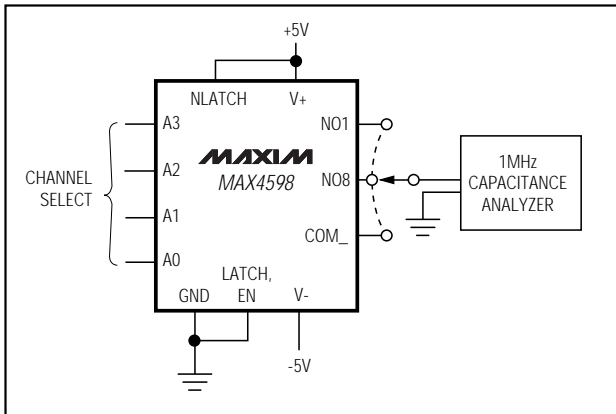 +5V
NLATCH
V+
A3
A2
A1
A0
CHANNEL
SELECT
MAXIM
MAX4598
NO1
NO8
COM_
1MHz
CAPACITANCE
ANALYZER
GND
LATCH,
EN
V-
-5V